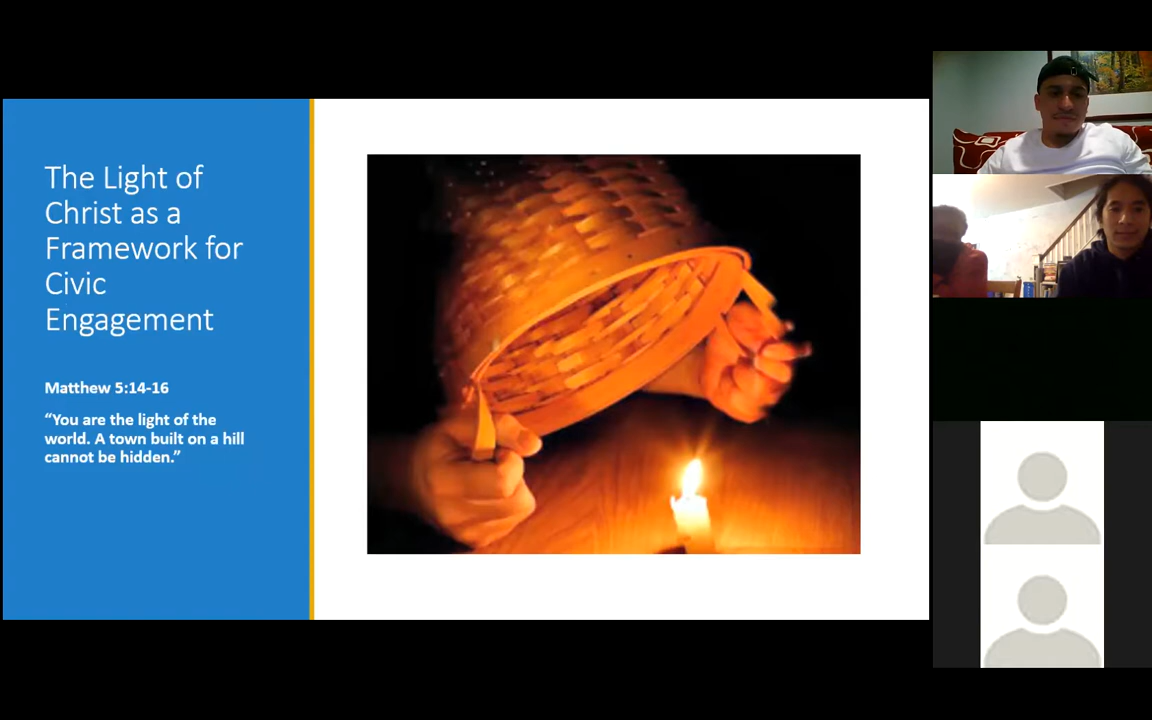 The Light of
Christ as a
Framework for
Civic
Engagement
Matthew 5:14-16
“You are the light of the
world. A town built on a hill
cannot be hidden.”